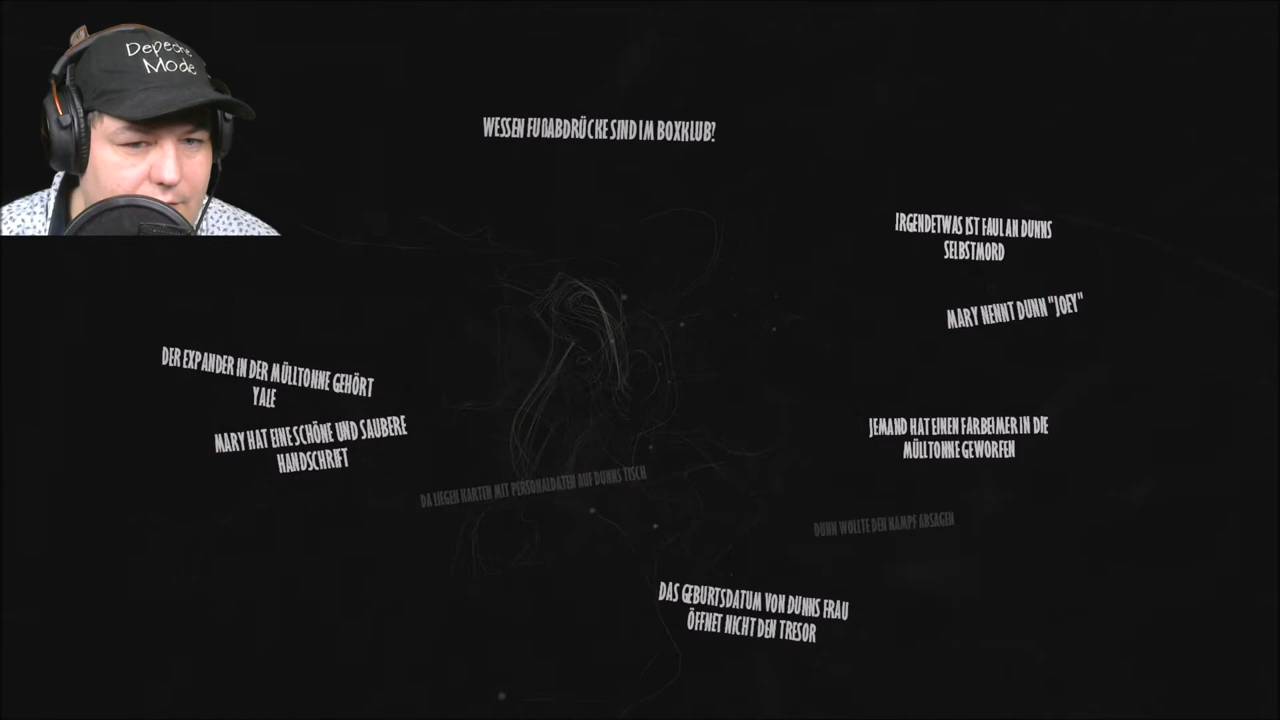 Depeche
Mode
WESSEN FUẞABDRÜCKE SIND IM BOXKLUB?
IRGENDETWAS IST FAUL AN DUNNS
SELBSTMORD
MARY NENNT DUNN "JOEY"
DER EXPANDER IN DER MÜLLTONNE GEHÖRT
YALE
MARY HAT EINE SCHÖNE UND SAUBERE
HANDSCHRIFT
JEMAND HAT EINEN FARBEIMER IN DIE
MÜLLTONNE GEWORFEN
DA LIEGEN KARTEN MIT PERSONALDATEN AUF DUNNS TISCH
DUNN WOLLTE DEN KAMPF ABSAGEN
DAS GEBURTSDATUM VON DUNNS FRAU
ÖFFNET NICHT DEN TRESOR